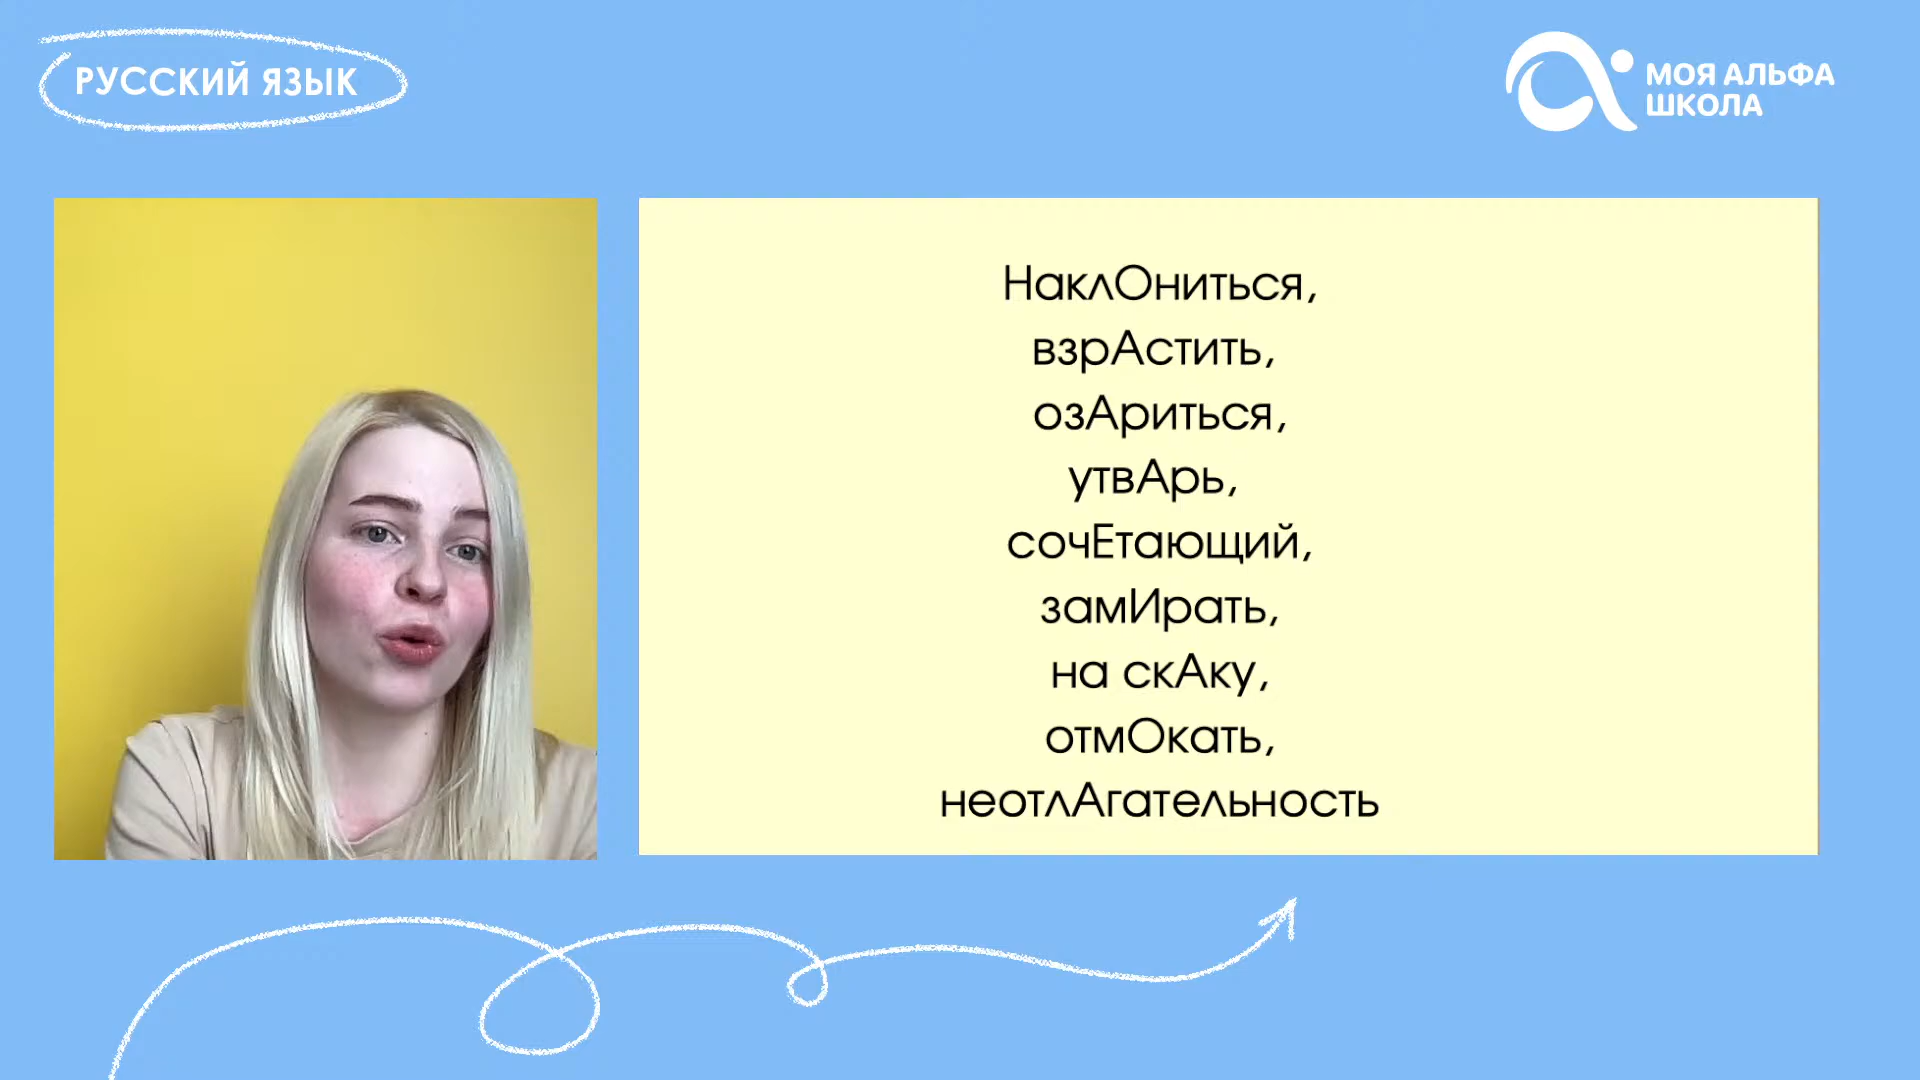 РУССКИЙ ЯЗЫК
МОЯ АЛЬФА
ШКОЛА
НаклОниться,
взрАстить,
озАриться,
утвАрь,
сочЕтающий,
замИрать,
на скАку,
отмОкать,
неотлАгательность